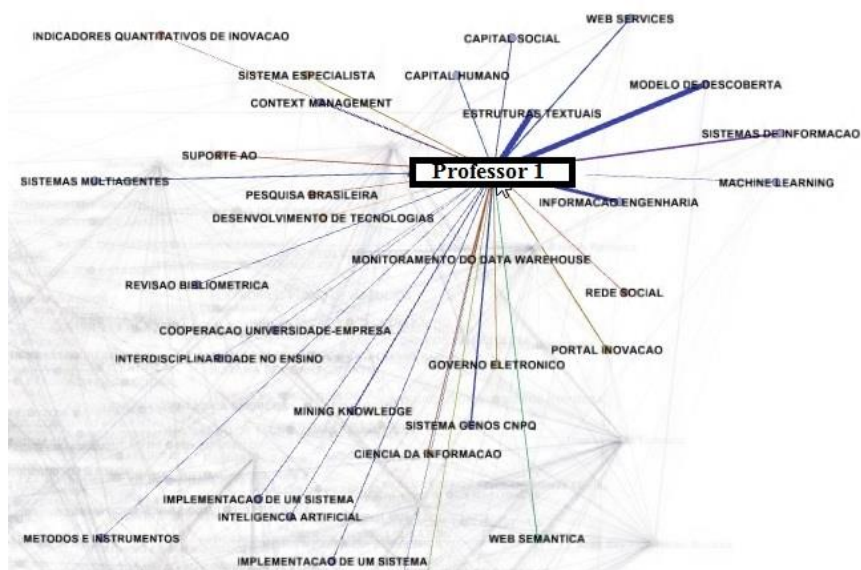 WEB SERVICES
INDICADORES QUANTITATIVOS DE INOVACAO
CAPITAL SOCIAL
SISTEMA ESPECIALISTA
CAPITAL HUMANO
MODELO DE DESCOBERTA
CONTEXT MANAGEMENT
ESTRUTURAS TEXTUAIS
SISTEMAS DE INFORMACAO
SUPORTE AO
Professor 1
SISTEMAS MULTIAGENTES
MACHINE LEARNING
PESQUISA BRASILEIRA
INFORMACAO ENGENHARIA
DESENVOLVIMENTO DE TECNOLOGIAS
MONITORAMENTO DO DATA WAREHOUSE
REVISAO BIBLIOMETRICA
REDE SOCIAL
COOPERACAO UNIVERSIDADE-EMPRESA
PORTAL INOVACAO
INTERDISCIPLINARIDADE NO ENSINO
GOVERNO ELETRONICO
MINING KNOWLEDGE
SISTEMA GENOS CNPQ
CIENCIA DA INFORMACAO
IMPLEMENTACAO DE UM SISTEMA
INTELIGENCIA ARTIFICIAL
METODOS E INSTRUMENTOS
WEB SEMANTICA
IMPLEMENTACAO DE UM SISTEMA